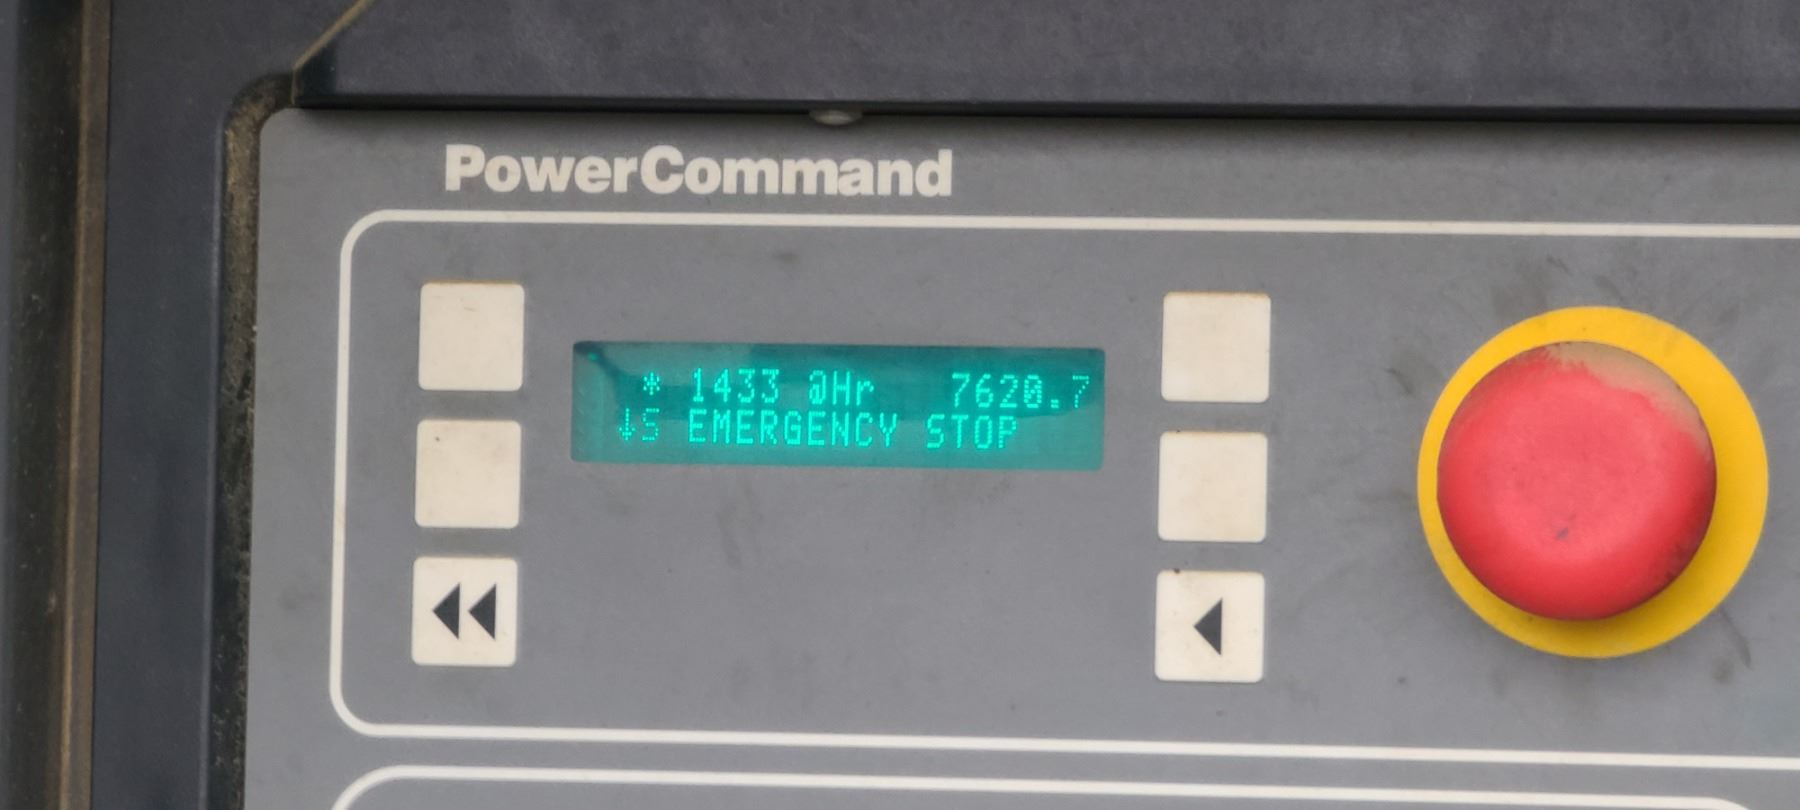 PowerCommand
* 1433 @Hr 7620.7
↓S EMERGENCY STOP